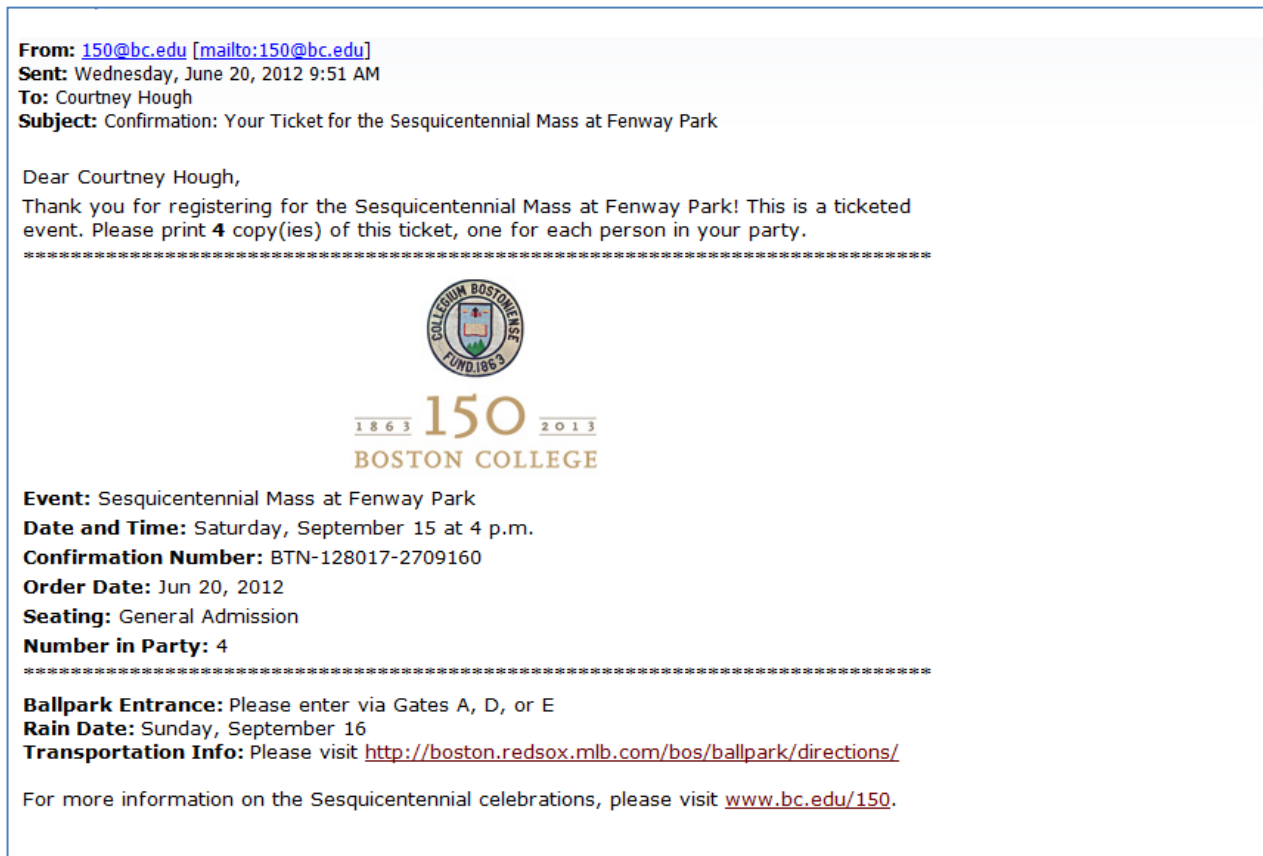 From: 150@bc.edu [mailto:150@bc.edu]
Sent: Wednesday, June 20, 2012 9:51 AM
To: Courtney Hough
Subject: Confirmation: Your Ticket for the Sesquicentennial Mass at Fenway Park
Dear Courtney Hough,
Thank you for registering for the Sesquicentennial Mass at Fenway Park! This is a ticketed
event. Please print 4 copy(ies) of this ticket, one for each person in your party.
*******************************************************************************
COLLEGIUM BOSTONIENSE
FUND.1863
1863 150 2013
BOSTON COLLEGE
Event: Sesquicentennial Mass at Fenway Park
Date and Time: Saturday, September 15 at 4 p.m.
Confirmation Number: BTN-128017-2709160
Order Date: Jun 20, 2012
Seating: General Admission
Number in Party: 4
*******************************************************************************
Ballpark Entrance: Please enter via Gates A, D, or E
Rain Date: Sunday, September 16
Transportation Info: Please visit http://boston.redsox.mlb.com/bos/ballpark/directions/
For more information on the Sesquicentennial celebrations, please visit www.bc.edu/150.